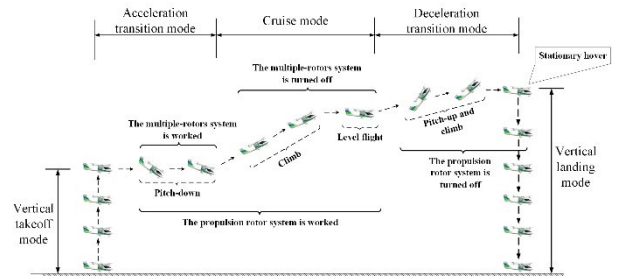 Acceleration
transition mode
Cruise mode
Deceleration
transition mode
Stationary hover
The multiple-rotors system
is turned off
The multiple-rotors system
is worked
Pitch-down
Climb
Level flight
Pitch-up and
climb
The propulsion
rotor system is
turned off
The propulsion rotor system is worked
Vertical
takeoff
mode
Vertical
landing
mode